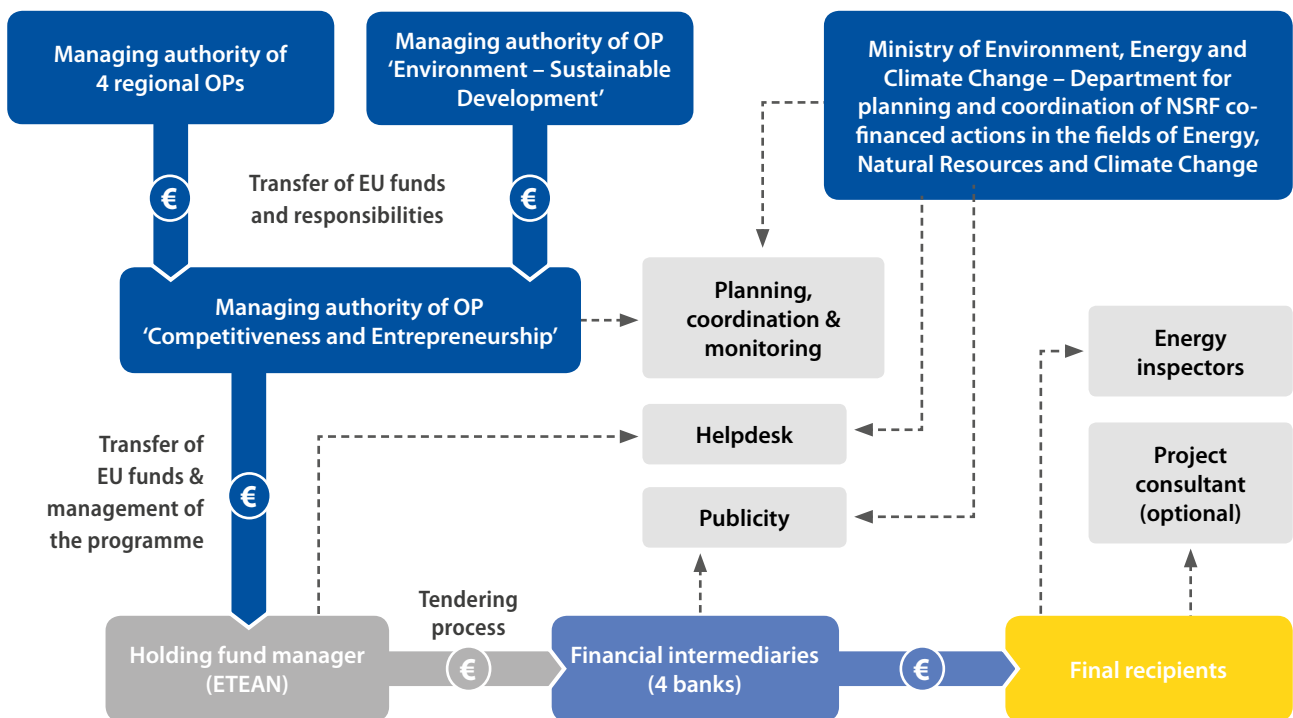 Managing authority of
4 regional OPs
Managing authority of OP
‘Environment – Sustainable
Development’
Ministry of Environment, Energy and
Climate Change – Department for
planning and coordination of NSRF co-
financed actions in the fields of Energy,
Natural Resources and Climate Change
€
Transfer of EU funds
and responsibilities
€
Managing authority of OP
‘Competitiveness and Entrepreneurship’
Planning,
coordination &
monitoring
Energy
inspectors
Helpdesk
Transfer of
EU funds &
management of
the programme
€
Project
consultant
(optional)
Publicity
Holding fund manager
(ETEAN)
Tendering
process
€
Financial intermediaries
(4 banks)
€
Final recipients